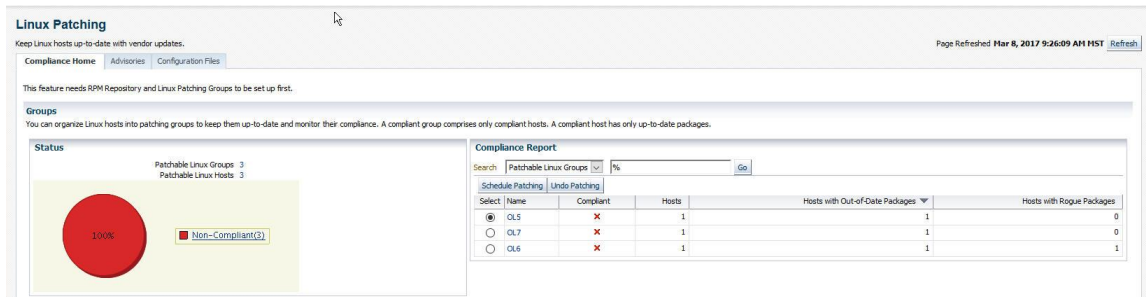 Linux Patching
Keep Linux hosts up-to-date with vendor updates.
Page Refreshed Mar 8, 2017 9:26:09 AM MST Refresh
Compliance Home Advisories Configuration Files
This feature needs RPM Repository and Linux Patching Groups to be set up first.
Groups
You can organize Linux hosts into patching groups to keep them up-to-date and monitor their compliance. A compliant group comprises only compliant hosts. A compliant host has only up-to-date packages.
Status
Patchable Linux Groups 3
Patchable Linux Hosts 3
100%
Non-Compliant(3)
Compliance Report
Search Patchable Linux Groups % Go
Schedule Patching Undo Patching
Select Name Compliant Hosts Hosts with Out-of-Date Packages Hosts with Rogue Packages
OL5 1 1 0
OL7 1 1 0
OL6 1 1 1